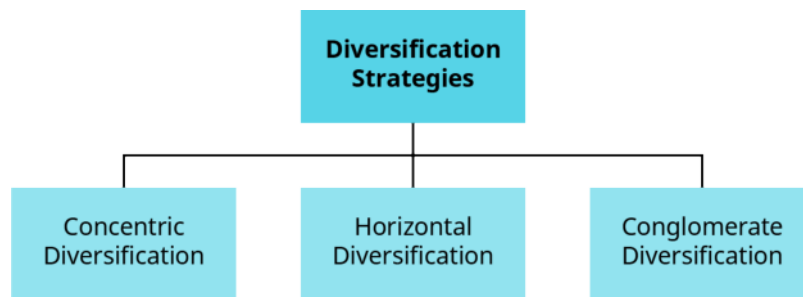 Diversification
Strategies
Concentric
Diversification
Horizontal
Diversification
Conglomerate
Diversification